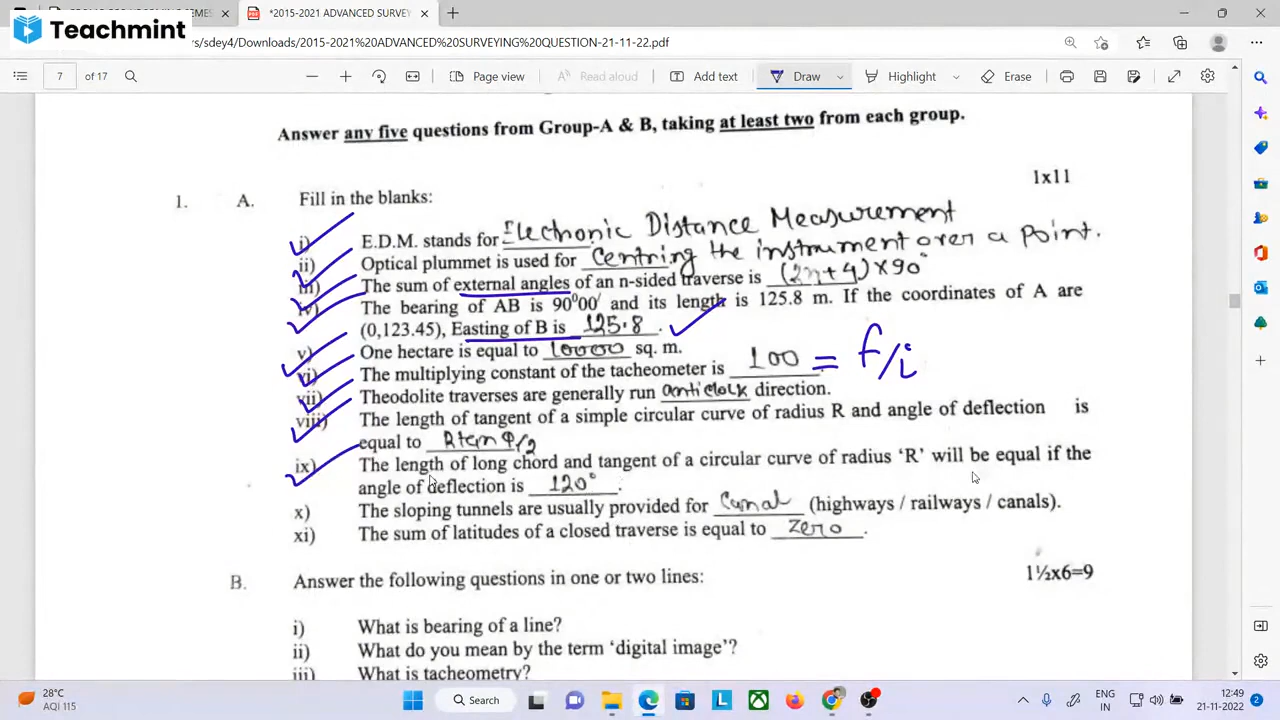 *2015-2021 ADVANCED SURVEY
Teachmint
rs/sdey4/Downloads/2015-2021%20ADVANCED%20SURVEYING%20QUESTION-21-11-22.pdf
7 of 17
Page view
Read aloud
Add text
Draw
Highlight
Erase
Answer any five questions from Group-A & B, taking at least two from each group.
1x11
1. A. Fill in the blanks:
i) E.D.M. stands for Electronic Distance Measurement
ii) Optical plummet is used for Centring the instrument over a point.
iii) The sum of external angles of an n-sided traverse is (2n+4)×90°
iv) The bearing of AB is 90°00' and its length is 125.8 m. If the coordinates of A are
(0,123.45), Easting of B is 125.8.
v) One hectare is equal to 10000 sq. m.
vi) The multiplying constant of the tacheometer is 100 = f/i
vii) Theodolite traverses are generally run anticlock direction.
viii) The length of tangent of a simple circular curve of radius R and angle of deflection is
equal to R tan φ/2
ix) The length of long chord and tangent of a circular curve of radius 'R' will be equal if the
angle of deflection is 120°.
x) The sloping tunnels are usually provided for Canal (highways / railways / canals).
xi) The sum of latitudes of a closed traverse is equal to Zero.
B. Answer the following questions in one or two lines: 1½x6=9
i) What is bearing of a line?
ii) What do you mean by the term 'digital image'?
iii) What is tacheometry?
28°C
AQI 115
Search
ENG
IN
12:49
21-11-2022